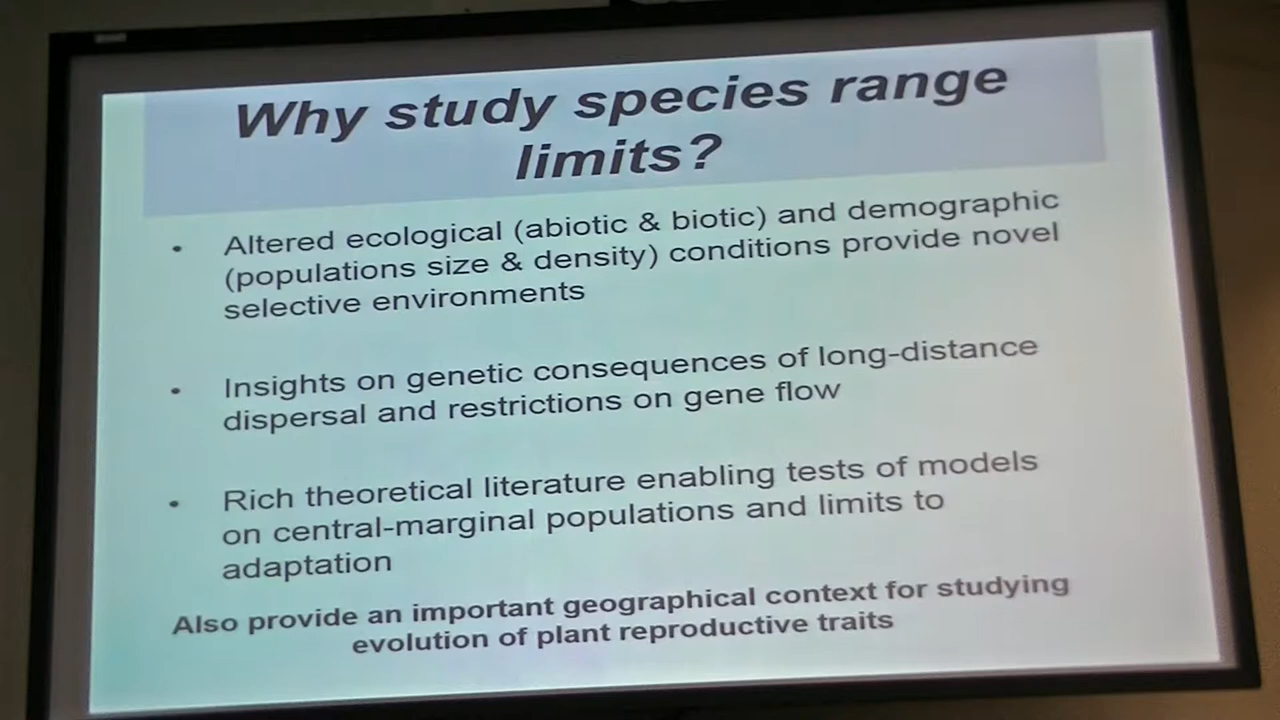 Why study species range
limits?
• Altered ecological (abiotic & biotic) and demographic
(populations size & density) conditions provide novel
selective environments
• Insights on genetic consequences of long-distance
dispersal and restrictions on gene flow
• Rich theoretical literature enabling tests of models
on central-marginal populations and limits to
adaptation
Also provide an important geographical context for studying
evolution of plant reproductive traits